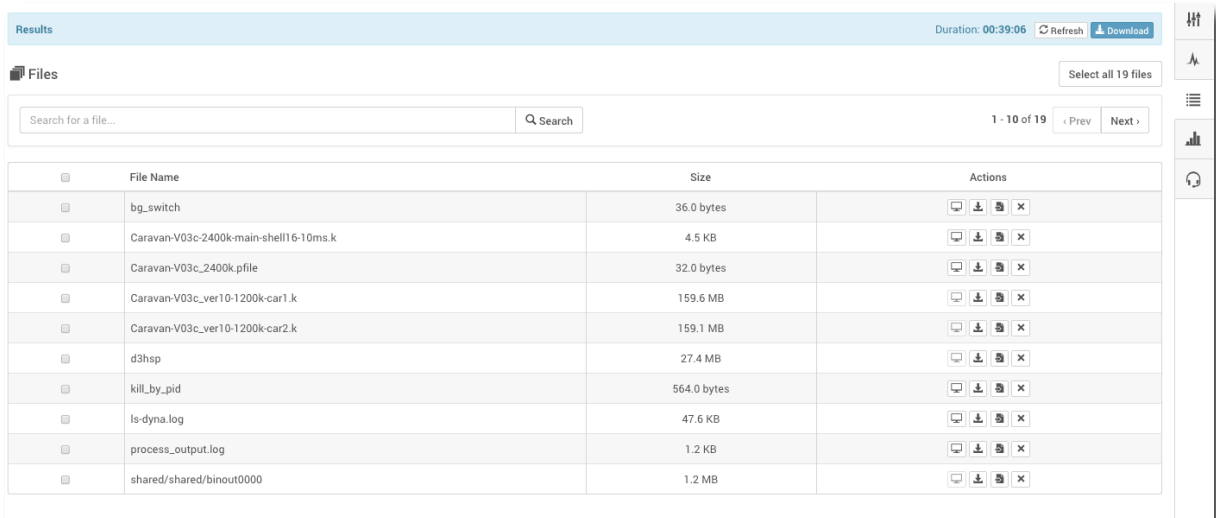 Results Duration: 00:39:06 Refresh Download
Files Select all 19 files
Search for a file... Search 1 - 10 of 19 ‹ Prev Next ›
File Name Size Actions
bg_switch 36.0 bytes
Caravan-V03c-2400k-main-shell16-10ms.k 4.5 KB
Caravan-V03c_2400k.pfile 32.0 bytes
Caravan-V03c_ver10-1200k-car1.k 159.6 MB
Caravan-V03c_ver10-1200k-car2.k 159.1 MB
d3hsp 27.4 MB
kill_by_pid 564.0 bytes
ls-dyna.log 47.6 KB
process_output.log 1.2 KB
shared/shared/binout0000 1.2 MB